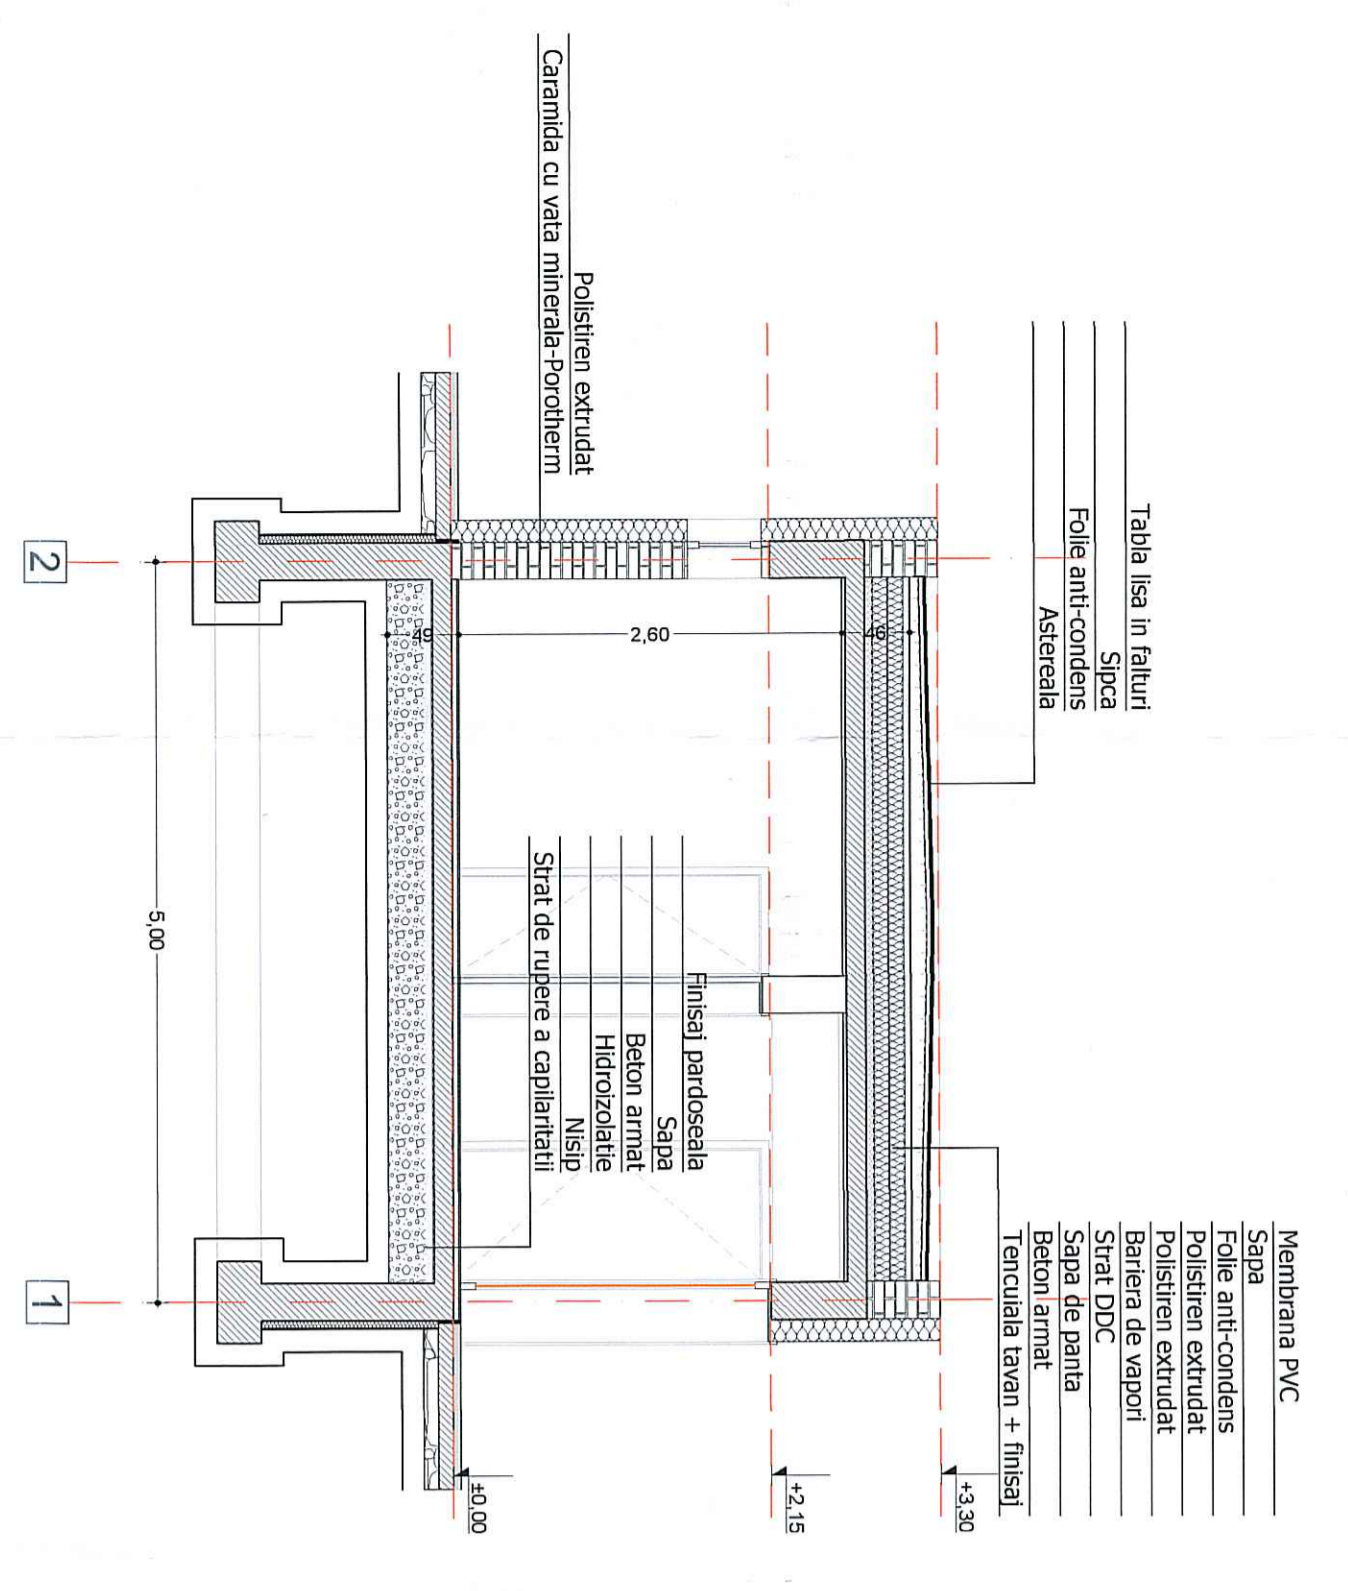 Tabla lisa in falturi
Sipca
Folie anti-condens
Astereala
Membrana PVC
Sapa
Folie anti-condens
Polistiren extrudat
Polistiren extrudat
Bariera de vapori
Strat DDC
Sapa de panta
Beton armat
Tencuiala tavan + finisaj
+3,30
+2,15
±0,00
Polistiren extrudat
Caramida cu vata minerala-Porotherm
46
2,60
49
Finisaj pardoseala
Sapa
Beton armat
Hidroizolatie
Nisip
Strat de rupere a capilaritatii
5,00
2
1